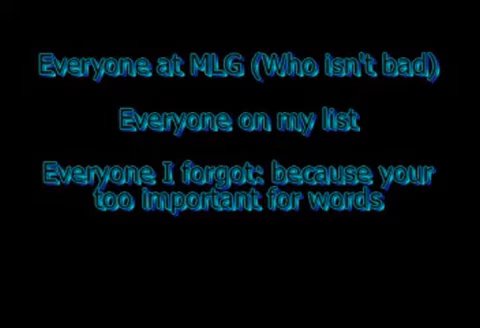 Everyone at MLG (Who isn't bad)
Everyone on my list
Everyone I forgot: because your
too important for words